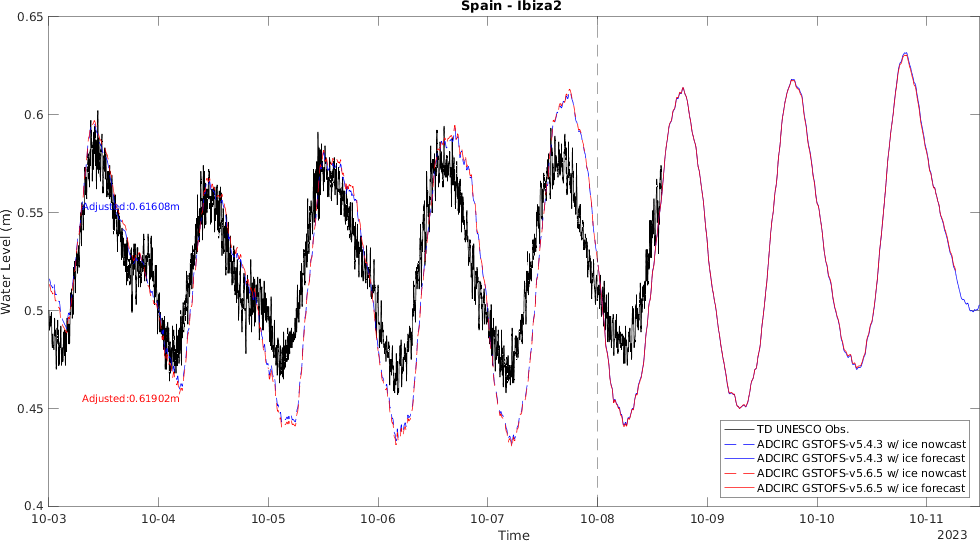 Spain - Ibiza2
0.65
0.6
0.55
0.5
0.45
0.4
Water Level (m)
Adjusted:0.61608m
Adjusted:0.61902m
TD UNESCO Obs.
ADCIRC GSTOFS-v5.4.3 w/ ice nowcast
ADCIRC GSTOFS-v5.4.3 w/ ice forecast
ADCIRC GSTOFS-v5.6.5 w/ ice nowcast
ADCIRC GSTOFS-v5.6.5 w/ ice forecast
10-03 10-04 10-05 10-06 10-07 10-08 10-09 10-10 10-11
Time
2023